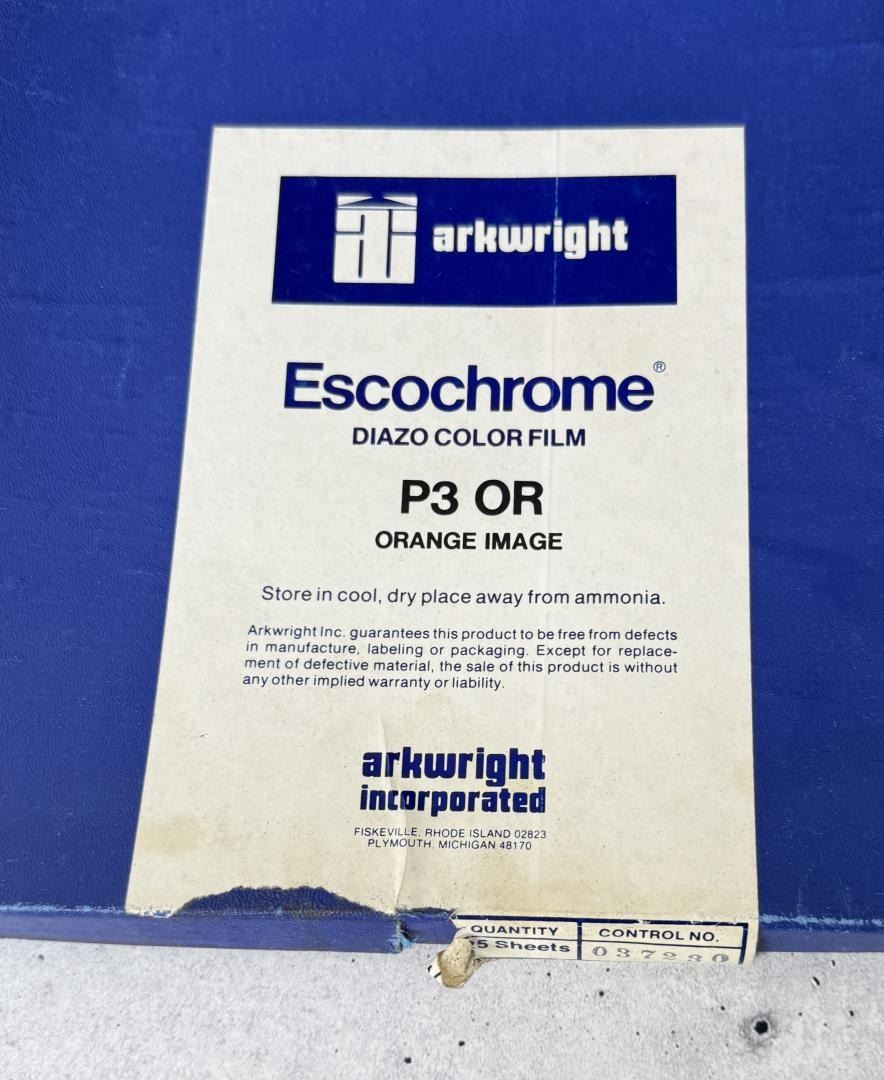 arkwright
Escochrome®
DIAZO COLOR FILM
P3 OR
ORANGE IMAGE
Store in cool, dry place away from ammonia.
Arkwright Inc. guarantees this product to be free from defects
in manufacture, labeling or packaging. Except for replace-
ment of defective material, the sale of this product is without
any other implied warranty or liability.
arkwright
incorporated
FISKEVILLE, RHODE ISLAND 02823
PLYMOUTH, MICHIGAN 48170
QUANTITY
Sheets
CONTROL NO.
037230